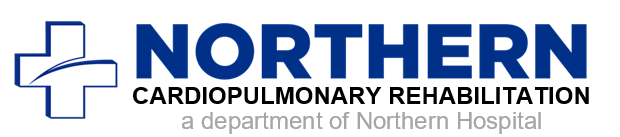 NORTHERN
CARDIOPULMONARY REHABILITATION
a department of Northern Hospital